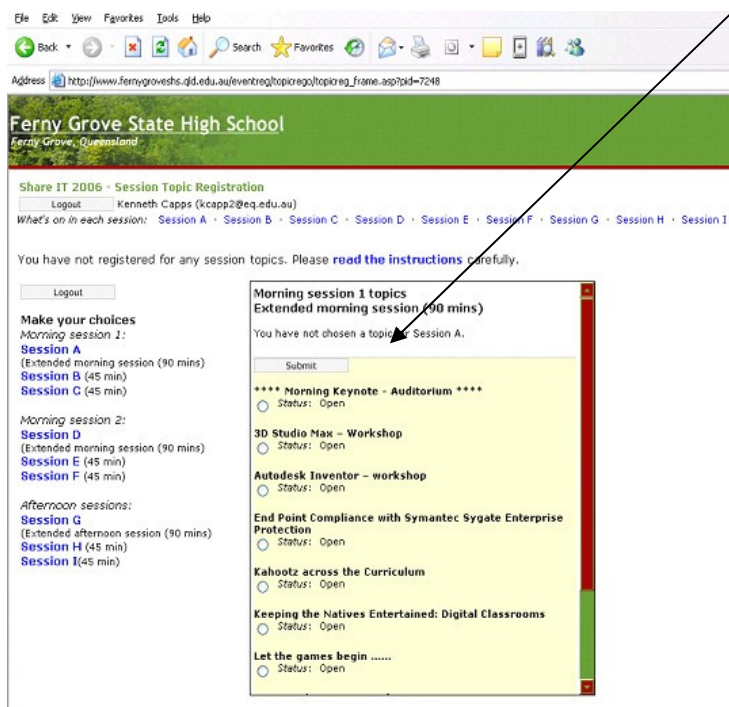 File Edit View Favorites Tools Help
Back Search Favorites
Address http://www.fernygroveshs.qld.edu.au/eventreg/topicrego/topicreg_frame.asp?pid=7248
Ferny Grove State High School
Ferny Grove, Queensland
Share IT 2006 - Session Topic Registration
Logout Kenneth Capps (kcapp2@eq.edu.au)
What's on in each session: Session A · Session B · Session C · Session D · Session E · Session F · Session G · Session H · Session I
You have not registered for any session topics. Please read the instructions carefully.
Logout
Make your choices
Morning session 1:
Session A
(Extended morning session (90 mins)
Session B (45 min)
Session C (45 min)
Morning session 2:
Session D
(Extended morning session (90 mins)
Session E (45 min)
Session F (45 min)
Afternoon sessions:
Session G
(Extended afternoon session (90 mins)
Session H (45 min)
Session I(45 min)
Morning session 1 topics
Extended morning session (90 mins)
You have not chosen a topic for Session A.
Submit
**** Morning Keynote - Auditorium ****
Status: Open
3D Studio Max – Workshop
Status: Open
Autodesk Inventor – workshop
Status: Open
End Point Compliance with Symantec Sygate Enterprise
Protection
Status: Open
Kahootz across the Curriculum
Status: Open
Keeping the Natives Entertained: Digital Classrooms
Status: Open
Let the games begin ......
Status: Open